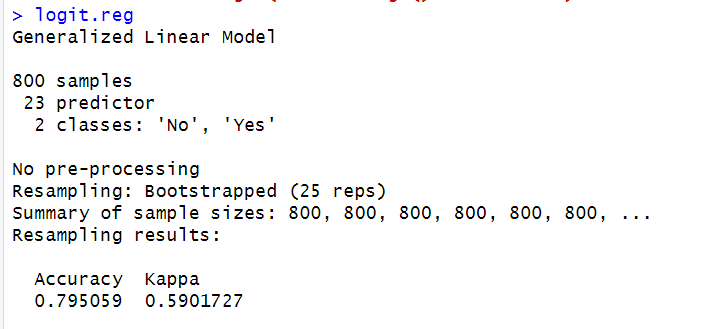 > logit.reg
Generalized Linear Model
800 samples
23 predictor
2 classes: 'No', 'Yes'
No pre-processing
Resampling: Bootstrapped (25 reps)
Summary of sample sizes: 800, 800, 800, 800, 800, 800, ...
Resampling results:
Accuracy Kappa
0.795059 0.5901727